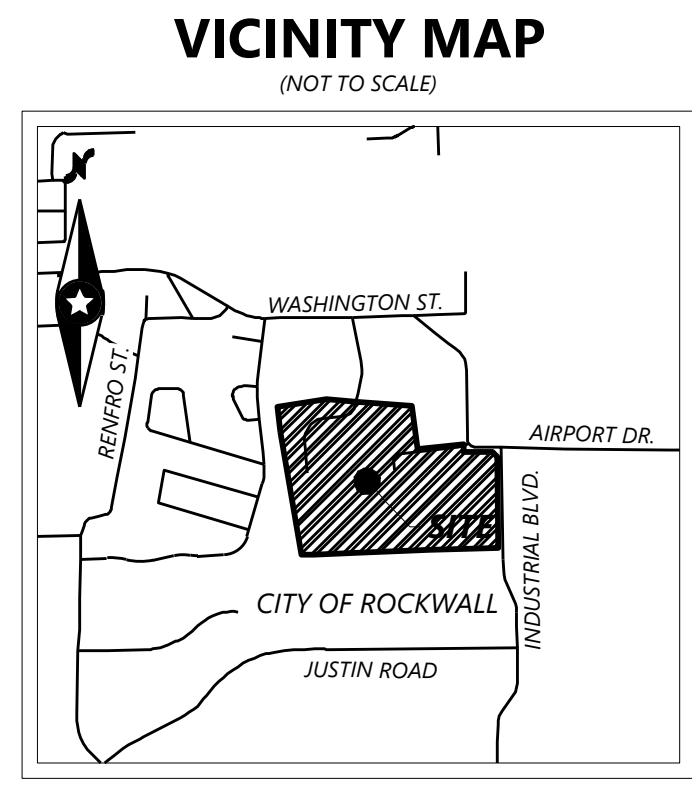 VICINITY MAP
(NOT TO SCALE)
N
WASHINGTON ST.
RENFRO ST.
AIRPORT DR.
INDUSTRIAL BLVD.
SITE
CITY OF ROCKWALL
JUSTIN ROAD